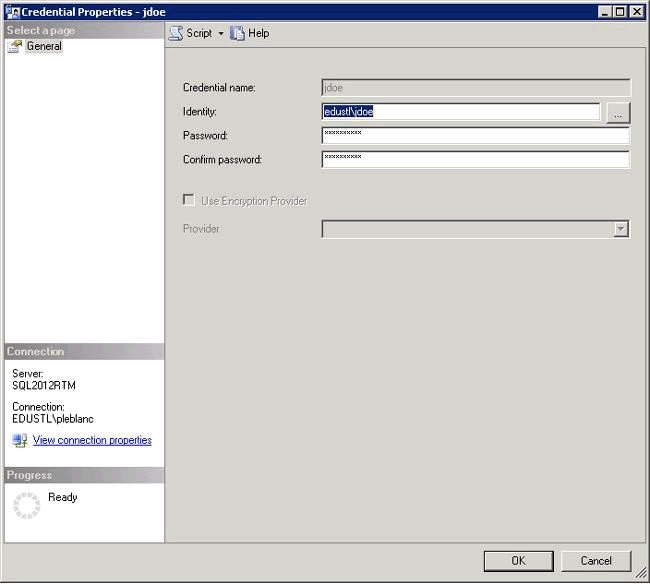 Credential Properties - jdoe
Select a page
General
Script
Help
Credential name:
jdoe
Identity:
edustl\jdoe
...
Password:
**********
Confirm password:
**********
Use Encryption Provider
Provider
Connection
Server:
SQL2012RTM
Connection:
EDUSTL\pleblanc
View connection properties
Progress
Ready
OK
Cancel